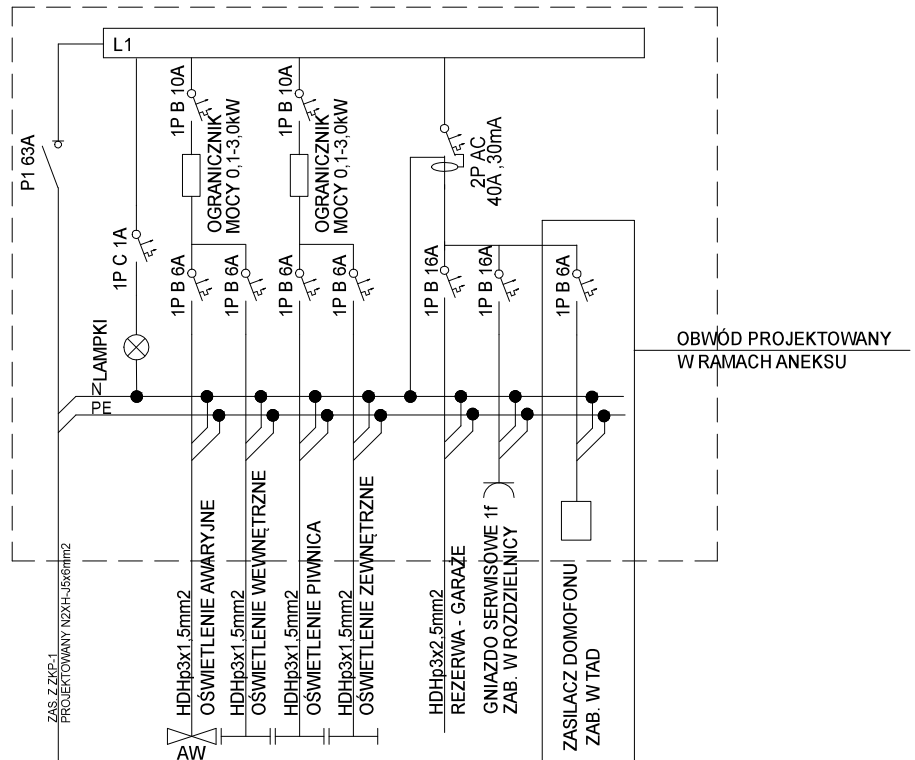 L1
P1 63A
1P C 1A
1P B 10A
OGRANICZNIK
MOCY 0,1-3,0kW
1P B 10A
OGRANICZNIK
MOCY 0,1-3,0kW
2P AC
40A ,30mA
1P B 6A
1P B 6A
1P B 6A
1P B 6A
1P B 16A
1P B 16A
1P B 6A
LAMPKI
N
PE
OBWÓD PROJEKTOWANY
W RAMACH ANEKSU
ZAS. Z ZKP-1
PROJEKTOWANY N2XH-J5x6mm2
HDHp3x1,5mm2
OŚWIETLENIE AWARYJNE
HDHp3x1,5mm2
OŚWIETLENIE WEWNĘTRZNE
HDHp3x1,5mm2
OŚWIETLENIE PIWNICA
HDHp3x1,5mm2
OŚWIETLENIE ZEWNĘTRZNE
HDHp3x2,5mm2
REZERWA - GARAŻE
GNIAZDO SERWISOWE 1f
ZAB. W ROZDZIELNICY
ZASILACZ DOMOFONU
ZAB. W TAD
AW